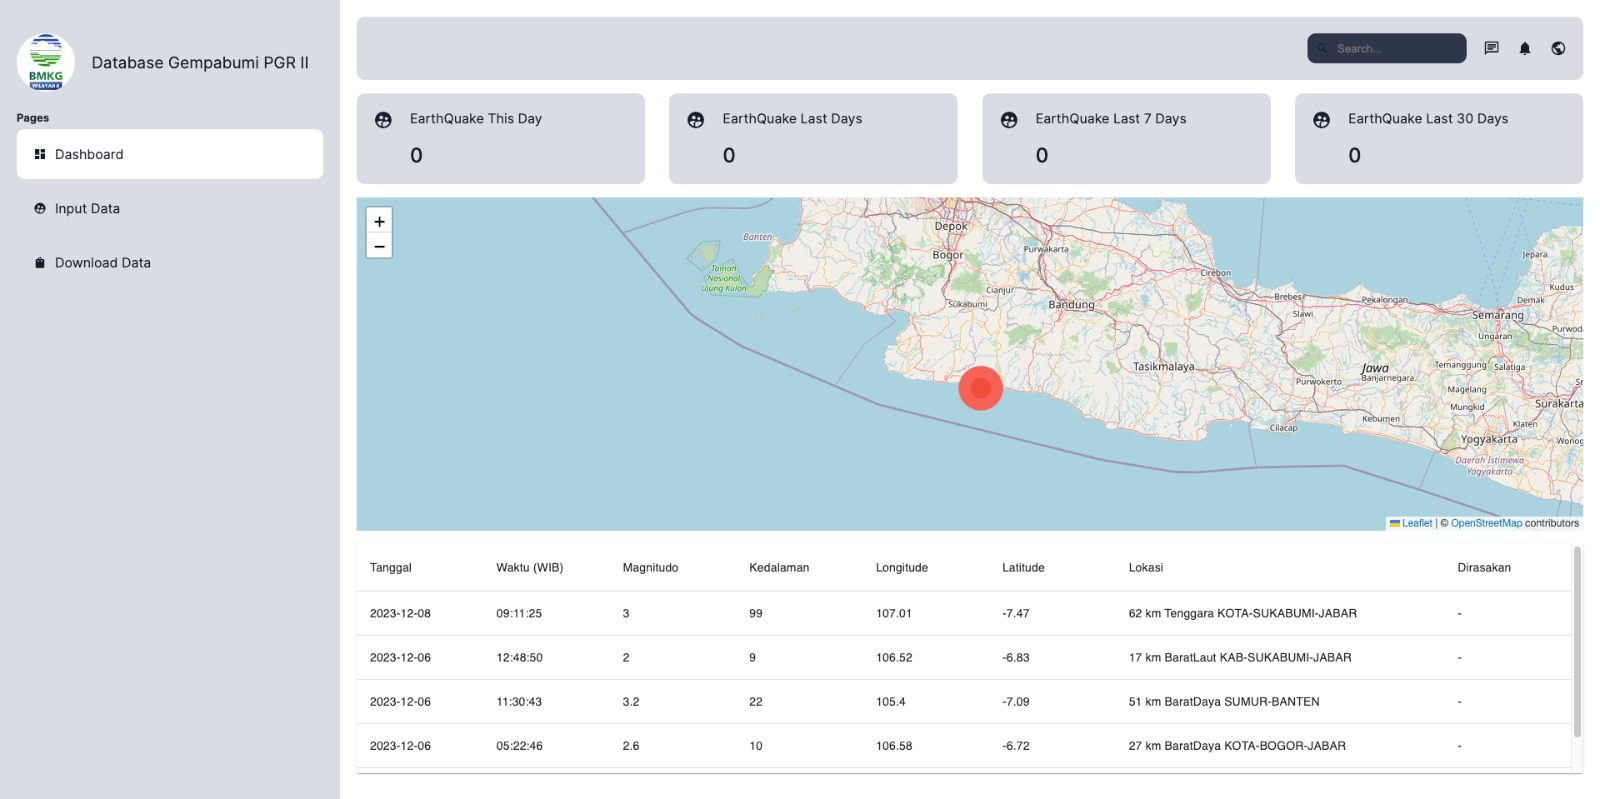 BMKG
WILAYAH II
Database Gempabumi PGR II
Pages
Dashboard
Input Data
Download Data
Search...
EarthQuake This Day
0
EarthQuake Last Days
0
EarthQuake Last 7 Days
0
EarthQuake Last 30 Days
0
+
−
Banten
Taman
Nasional
Ujung Kulon
Depok
Bogor
Purwakarta
Cianjur
Sukabumi
Bandung
Cirebon
Tasikmalaya
Brebes
Slawi
Pekalongan
Jepara
Kudus
Demak
Semarang
Ungaran
Purwod
Jawa
Banjarnegara
Purwokerto
Temanggung
Salatiga
Magelang
Mungkid
Surakarta
Kebumen
Klaten
Cilacap
Yogyakarta
Wonog
Daerah Istimewa
Yogyakarta
Leaflet | © OpenStreetMap contributors
Tanggal Waktu (WIB) Magnitudo Kedalaman Longitude Latitude Lokasi Dirasakan
2023-12-08 09:11:25 3 99 107.01 -7.47 62 km Tenggara KOTA-SUKABUMI-JABAR -
2023-12-06 12:48:50 2 9 106.52 -6.83 17 km BaratLaut KAB-SUKABUMI-JABAR -
2023-12-06 11:30:43 3.2 22 105.4 -7.09 51 km BaratDaya SUMUR-BANTEN -
2023-12-06 05:22:46 2.6 10 106.58 -6.72 27 km BaratDaya KOTA-BOGOR-JABAR -